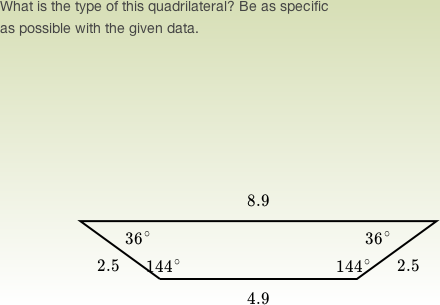 What is the type of this quadrilateral? Be as specific
as possible with the given data.
8.9
36° 36°
2.5 144° 144° 2.5
4.9